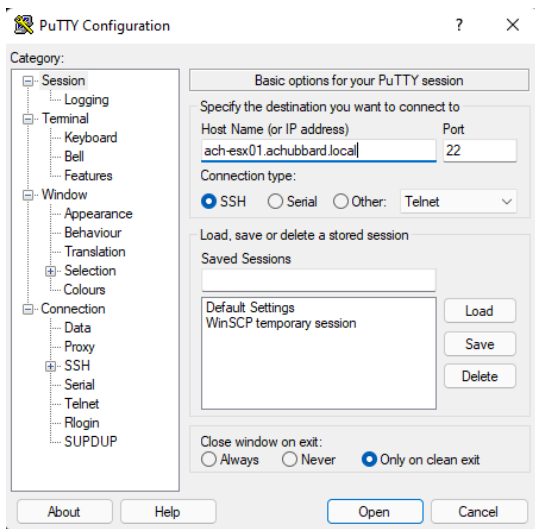 PuTTY Configuration
?
Category:
Session
Logging
Terminal
Keyboard
Bell
Features
Window
Appearance
Behaviour
Translation
Selection
Colours
Connection
Data
Proxy
SSH
Serial
Telnet
Rlogin
SUPDUP
Basic options for your PuTTY session
Specify the destination you want to connect to
Host Name (or IP address) Port
ach-esx01.achubbard.local 22
Connection type:
SSH Serial Other: Telnet
Load, save or delete a stored session
Saved Sessions
Default Settings
WinSCP temporary session
Load
Save
Delete
Close window on exit:
Always Never Only on clean exit
About Help Open Cancel